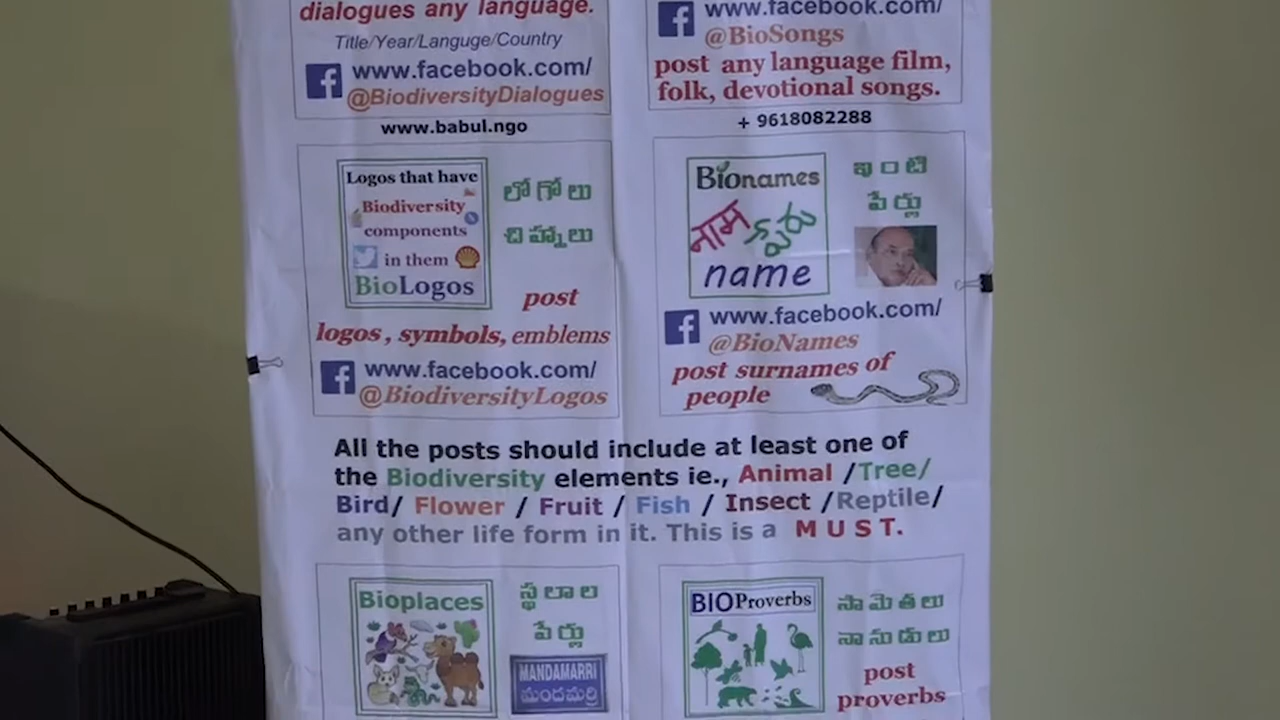 dialogues any language.
Title/Year/Languge/Country
www.facebook.com/
@BiodiversityDialogues
www.babul.ngo
www.facebook.com/
@BioSongs
post any language film,
folk, devotional songs.
+ 9618082288
Logos that have
Biodiversity
components
in them
BioLogos
లోగోలు
చిహ్నాలు
post
logos, symbols, emblems
www.facebook.com/
@BiodiversityLogos
Bionames
नाम
name
ఇంటి
పేర్లు
www.facebook.com/
@BioNames
post surnames of
people
All the posts should include at least one of
the Biodiversity elements ie., Animal /Tree/
Bird/ Flower / Fruit / Fish / Insect /Reptile/
any other life form in it. This is a M U S T.
Bioplaces
స్థలాల
పేర్లు
MANDAMARRI
మందమర్రి
BIOProverbs
సామెతలు
నానుడులు
post
proverbs